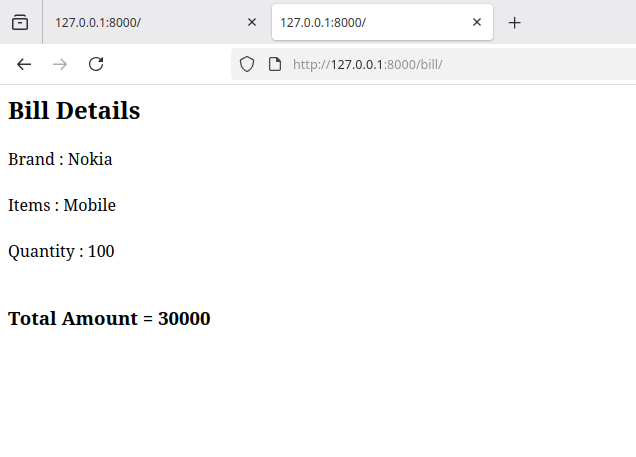 127.0.0.1:8000/
127.0.0.1:8000/
http://127.0.0.1:8000/bill/
Bill Details
Brand : Nokia
Items : Mobile
Quantity : 100
Total Amount = 30000